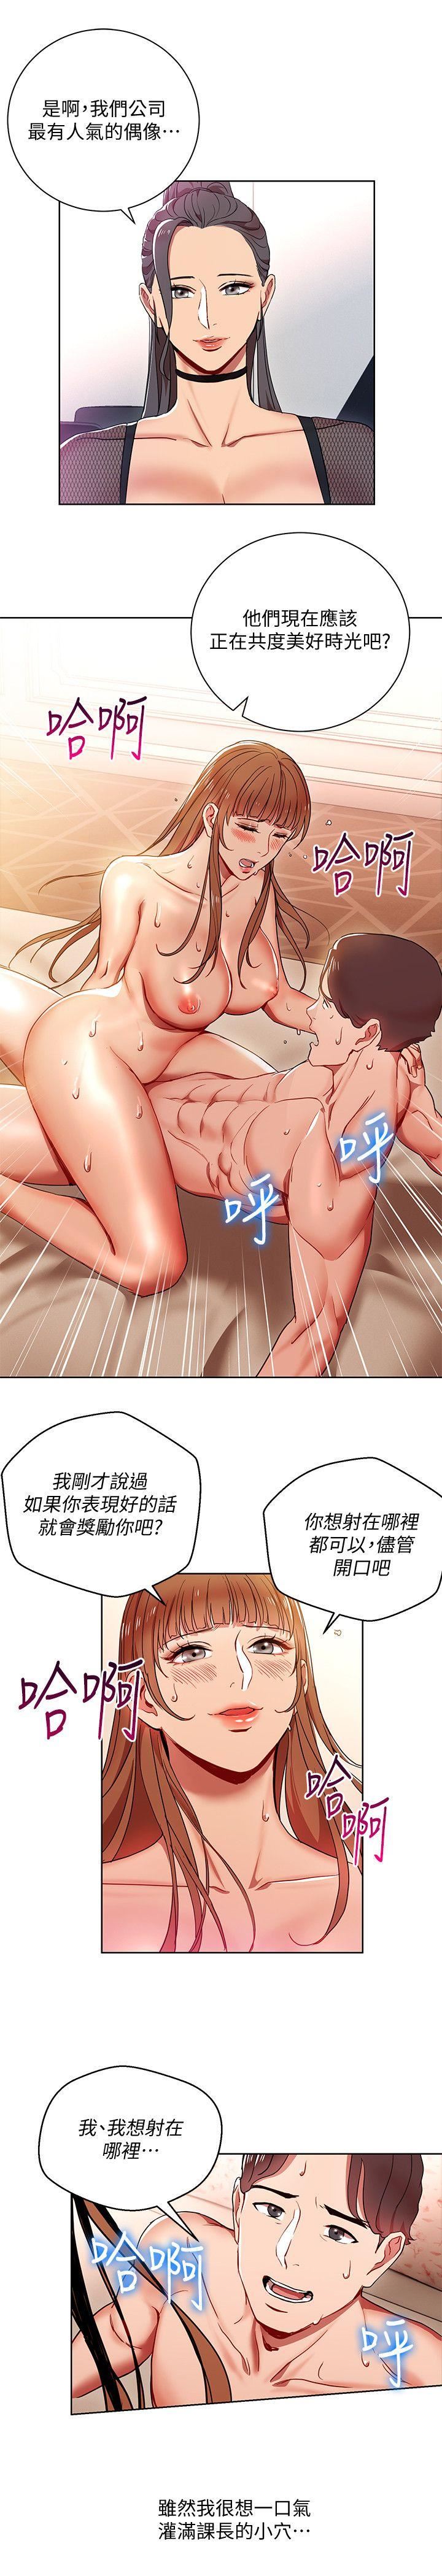 是啊，我們公司
最有人氣的偶像…
他們現在應該
正在共度美好時光吧？
哈啊
哈啊
呼
呼
我剛才說過
如果你表現好的話
就會獎勵你吧？
你想射在哪裡
都可以，儘管
開口吧
哈啊
哈啊
我、我想射在
哪裡…
哈啊
呼
雖然我很想一口氣
灌滿課長的小穴…